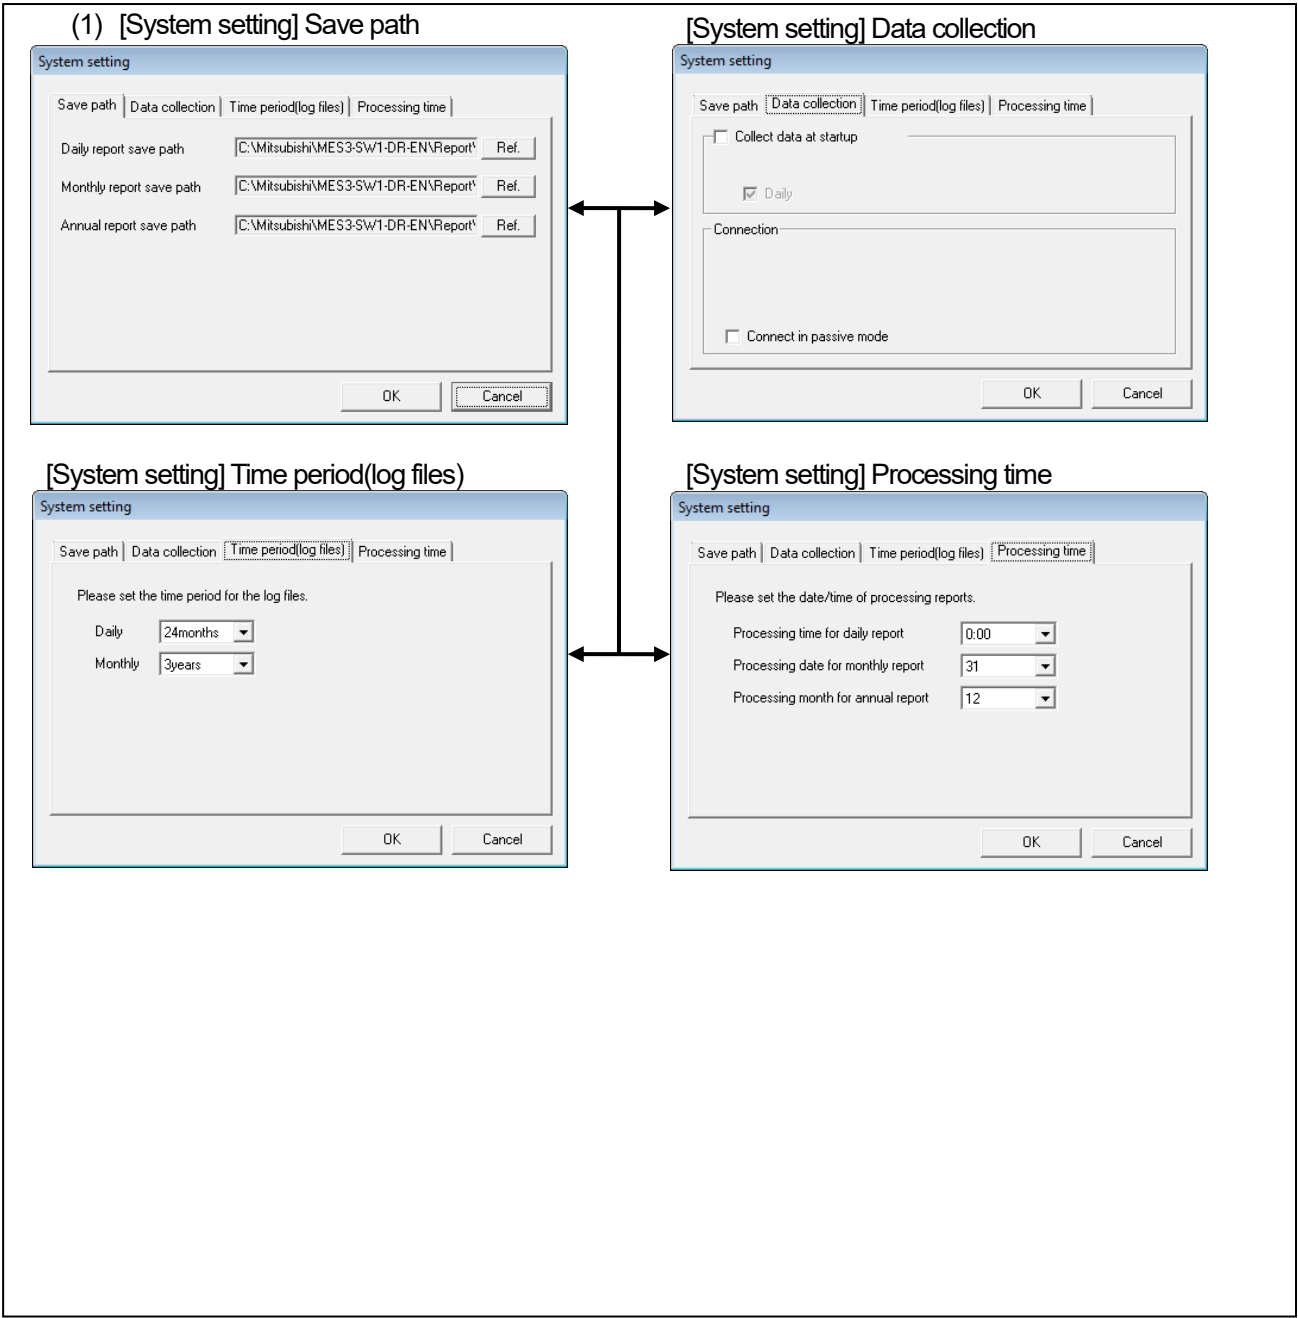 (1) [System setting] Save path
System setting
Save path Data collection Time period(log files) Processing time
Daily report save path C:\Mitsubishi\MES3-SW1-DR-EN\Report\ Ref.
Monthly report save path C:\Mitsubishi\MES3-SW1-DR-EN\Report\ Ref.
Annual report save path C:\Mitsubishi\MES3-SW1-DR-EN\Report\ Ref.
OK Cancel
[System setting] Data collection
System setting
Save path Data collection Time period(log files) Processing time
Collect data at startup
Daily
Connection
Connect in passive mode
OK Cancel
[System setting] Time period(log files)
System setting
Save path Data collection Time period(log files) Processing time
Please set the time period for the log files.
Daily 24months
Monthly 3years
OK Cancel
[System setting] Processing time
System setting
Save path Data collection Time period(log files) Processing time
Please set the date/time of processing reports.
Processing time for daily report 0:00
Processing date for monthly report 31
Processing month for annual report 12
OK Cancel